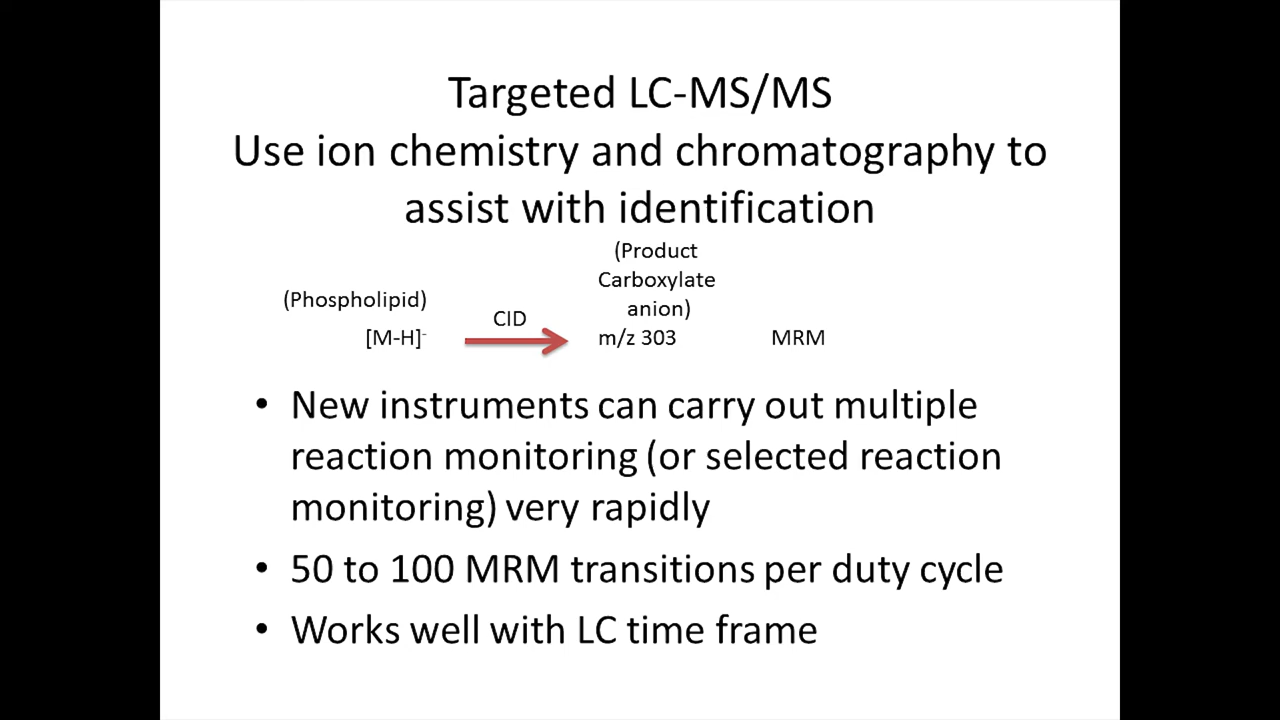 Targeted LC-MS/MS
Use ion chemistry and chromatography to
assist with identification
(Product
Carboxylate
anion)
(Phospholipid)
CID
[M-H]⁻
m/z 303
MRM
• New instruments can carry out multiple
reaction monitoring (or selected reaction
monitoring) very rapidly
• 50 to 100 MRM transitions per duty cycle
• Works well with LC time frame